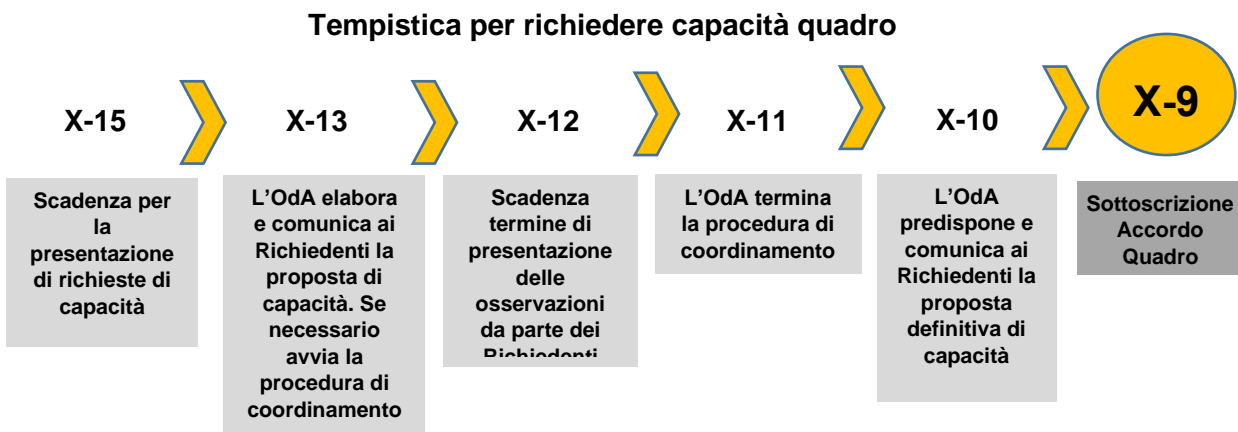 Tempistica per richiedere capacità quadro
X-15
X-13
X-12
X-11
X-10
X-9
Scadenza per
la
presentazione
di richieste di
capacità
L'OdA elabora
e comunica ai
Richiedenti la
proposta di
capacità. Se
necessario
avvia la
procedura di
coordinamento
Scadenza
termine di
presentazione
delle
osservazioni
da parte dei
Richiedenti
L'OdA termina
la procedura di
coordinamento
L'OdA
predispone e
comunica ai
Richiedenti la
proposta
definitiva di
capacità
Sottoscrizione
Accordo
Quadro